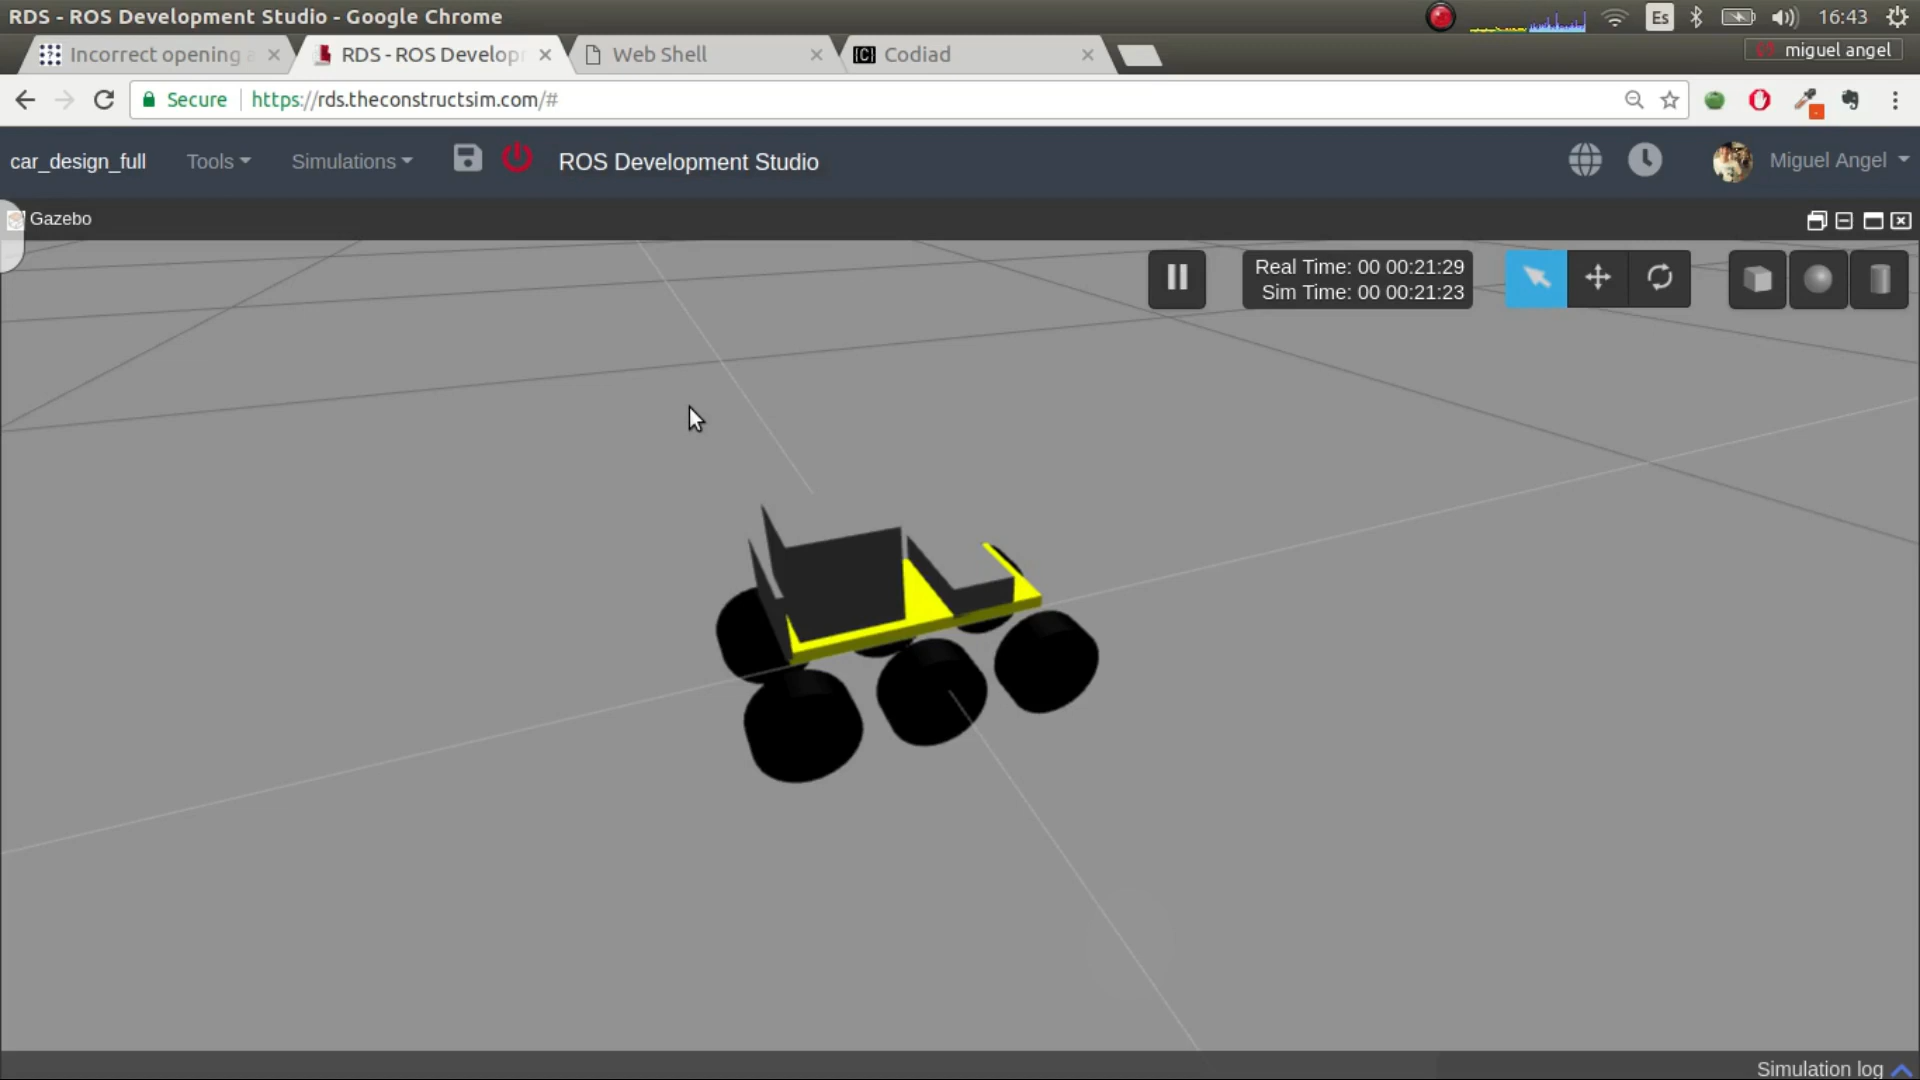 RDS - ROS Development Studio - Google Chrome
Es
16:43
Incorrect opening a
RDS - ROS Develop
Web Shell
[C] Codiad
miguel angel
Secure
https://rds.theconstructsim.com/#
car_design_full
Tools
Simulations
ROS Development Studio
Miguel Angel
Gazebo
Real Time: 00 00:21:29
Sim Time: 00 00:21:23
Simulation log